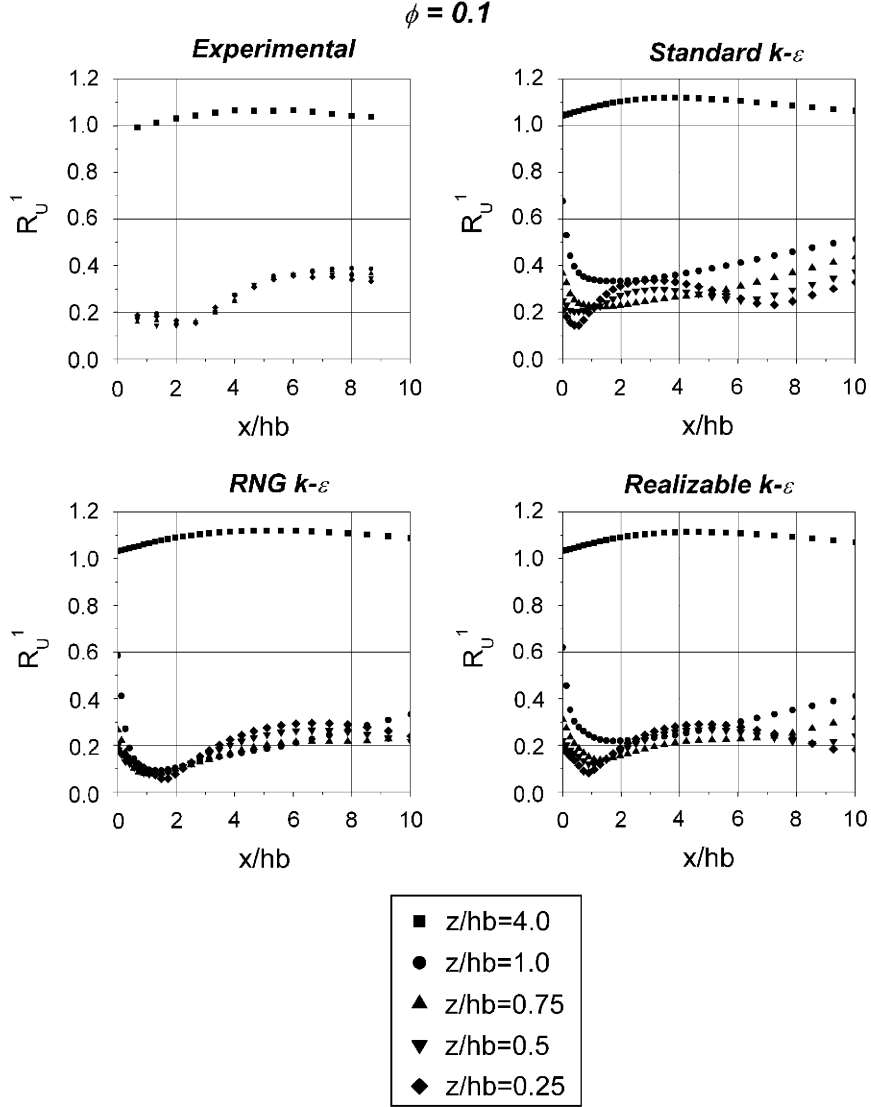 ϕ = 0.1
Experimental
1.2
1.0
0.8
0.6
0.4
0.2
0.0
R_U^1
0 2 4 6 8 10
x/hb
Standard k-ε
1.2
1.0
0.8
0.6
0.4
0.2
0.0
R_U^1
0 2 4 6 8 10
x/hb
RNG k-ε
1.2
1.0
0.8
0.6
0.4
0.2
0.0
R_U^1
0 2 4 6 8 10
x/hb
Realizable k-ε
1.2
1.0
0.8
0.6
0.4
0.2
0.0
R_U^1
0 2 4 6 8 10
x/hb
z/hb=4.0
z/hb=1.0
z/hb=0.75
z/hb=0.5
z/hb=0.25